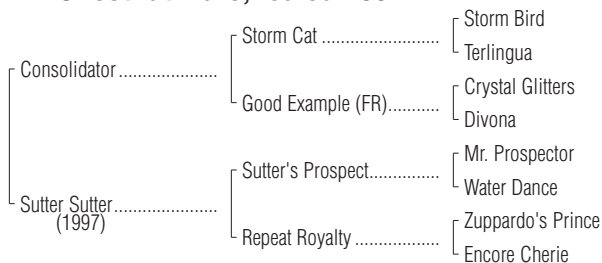 Storm Bird
Storm Cat ........................
Terlingua
Consolidator ....................
Crystal Glitters
Good Example (FR)...........
Divona
Mr. Prospector
Sutter's Prospect...............
Water Dance
Sutter Sutter.....................
(1997)
Zuppardo's Prince
Repeat Royalty .................
Encore Cherie